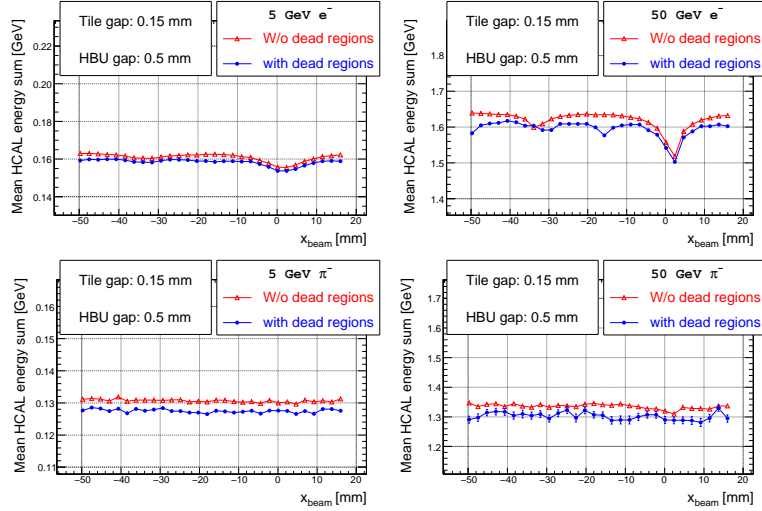 Tile gap: 0.15 mm
HBU gap: 0.5 mm
5 GeV e⁻
W/o dead regions
with dead regions
Mean HCAL energy sum [GeV]
0.22
0.2
0.18
0.16
0.14
−50 −40 −30 −20 −10 0 10 20
x_beam [mm]
Tile gap: 0.15 mm
HBU gap: 0.5 mm
50 GeV e⁻
W/o dead regions
with dead regions
Mean HCAL energy sum [GeV]
1.8
1.7
1.6
1.5
1.4
−50 −40 −30 −20 −10 0 10 20
x_beam [mm]
Tile gap: 0.15 mm
HBU gap: 0.5 mm
5 GeV π⁻
W/o dead regions
with dead regions
Mean HCAL energy sum [GeV]
0.16
0.15
0.14
0.13
0.12
0.11
−50 −40 −30 −20 −10 0 10 20
x_beam [mm]
Tile gap: 0.15 mm
HBU gap: 0.5 mm
50 GeV π⁻
W/o dead regions
with dead regions
Mean HCAL energy sum [GeV]
1.7
1.6
1.5
1.4
1.3
1.2
−50 −40 −30 −20 −10 0 10 20
x_beam [mm]